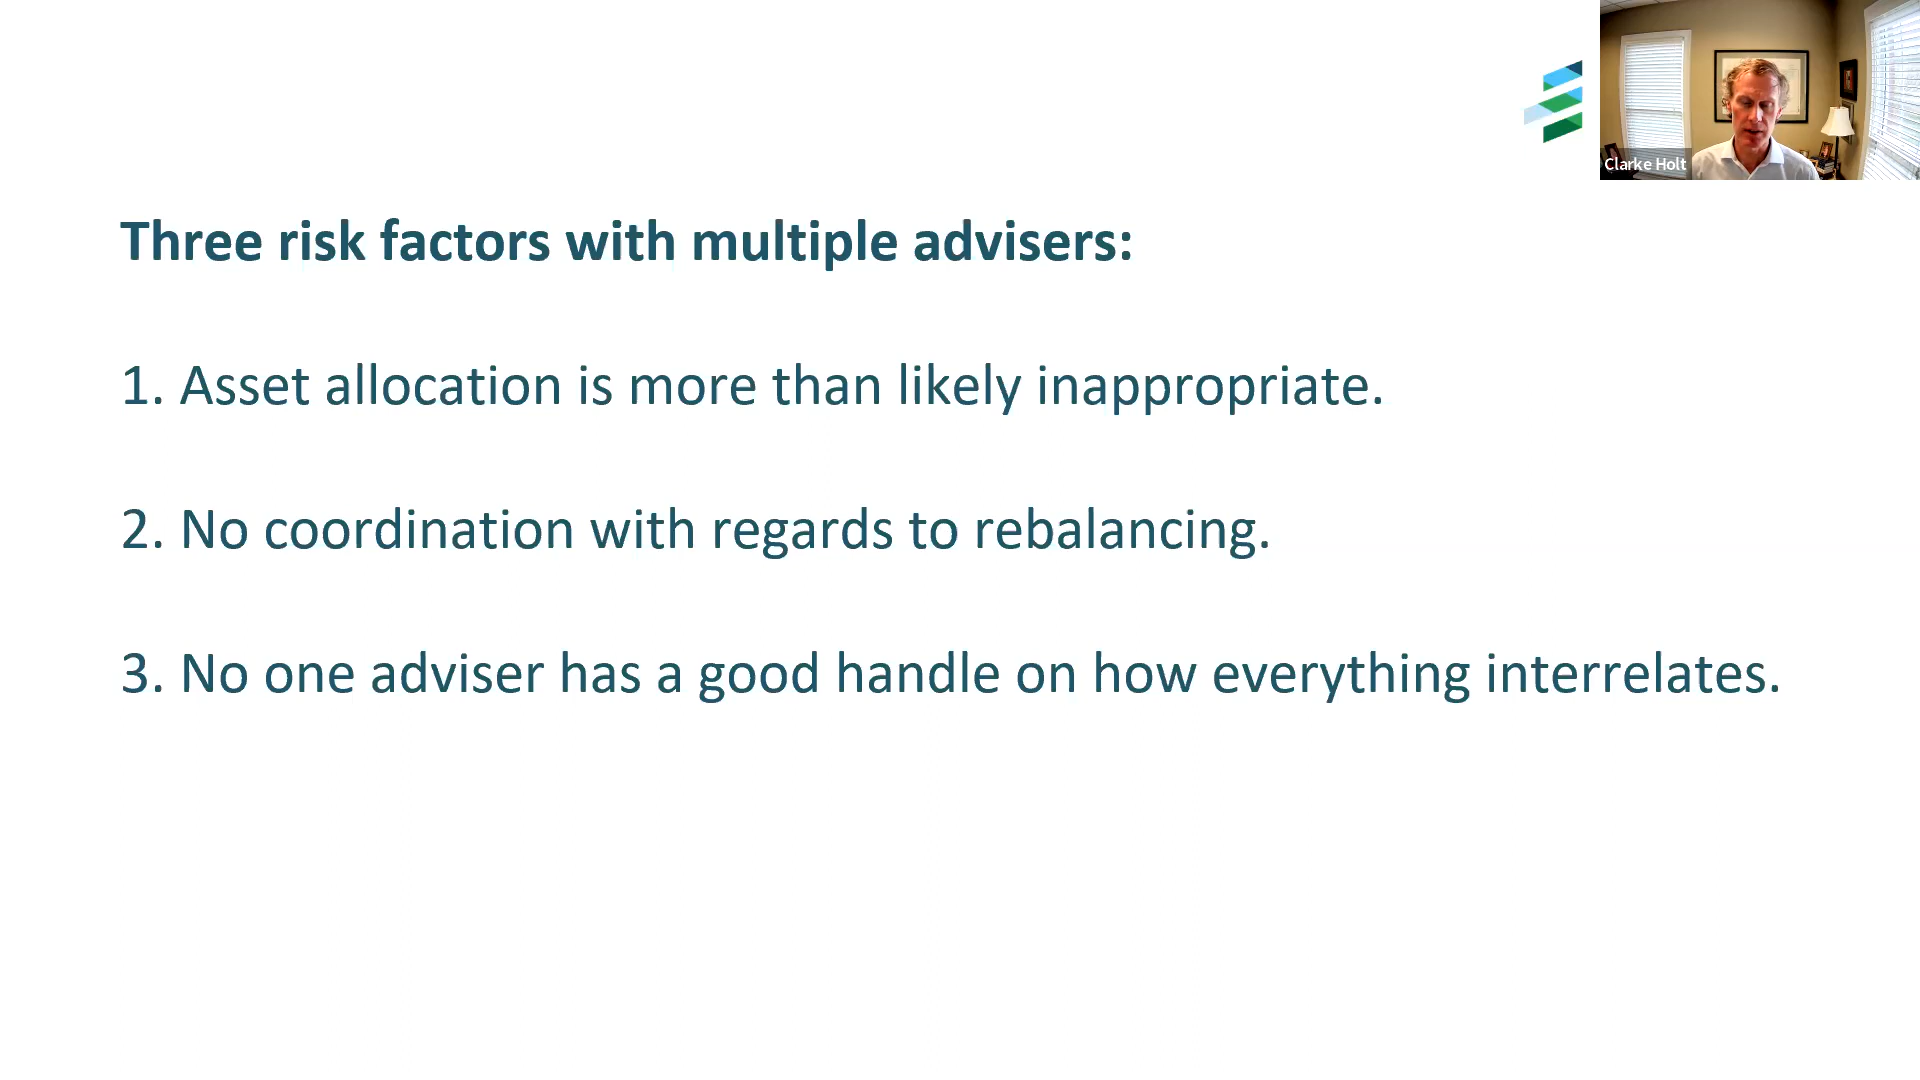 Clarke Holt
Three risk factors with multiple advisers:
1. Asset allocation is more than likely inappropriate.
2. No coordination with regards to rebalancing.
3. No one adviser has a good handle on how everything interrelates.